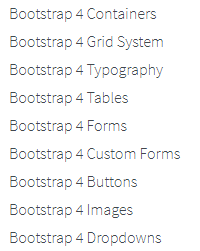 Bootstrap 4 Containers
Bootstrap 4 Grid System
Bootstrap 4 Typography
Bootstrap 4 Tables
Bootstrap 4 Forms
Bootstrap 4 Custom Forms
Bootstrap 4 Buttons
Bootstrap 4 Images
Bootstrap 4 Dropdowns